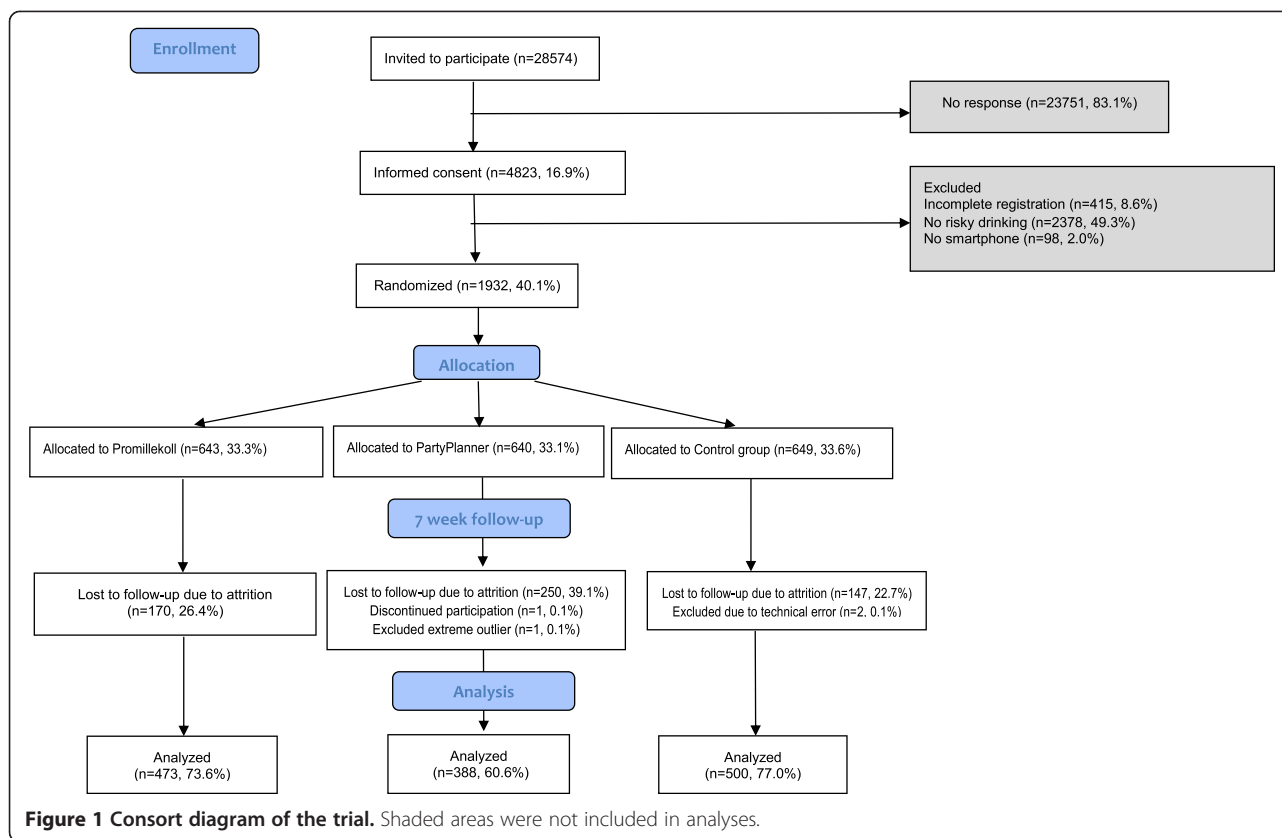 Enrollment
Invited to participate (n=28574)
No response (n=23751, 83.1%)
Informed consent (n=4823, 16.9%)
Excluded
Incomplete registration (n=415, 8.6%)
No risky drinking (n=2378, 49.3%)
No smartphone (n=98, 2.0%)
Randomized (n=1932, 40.1%)
Allocation
Allocated to Promillekoll (n=643, 33.3%)
Allocated to PartyPlanner (n=640, 33.1%)
Allocated to Control group (n=649, 33.6%)
7 week follow-up
Lost to follow-up due to attrition
(n=170, 26.4%)
Lost to follow-up due to attrition (n=250, 39.1%)
Discontinued participation (n=1, 0.1%)
Excluded extreme outlier (n=1, 0.1%)
Lost to follow-up due to attrition (n=147, 22.7%)
Excluded due to technical error (n=2, 0.1%)
Analysis
Analyzed
(n=473, 73.6%)
Analyzed
(n=388, 60.6%)
Analyzed
(n=500, 77.0%)
Figure 1 Consort diagram of the trial. Shaded areas were not included in analyses.